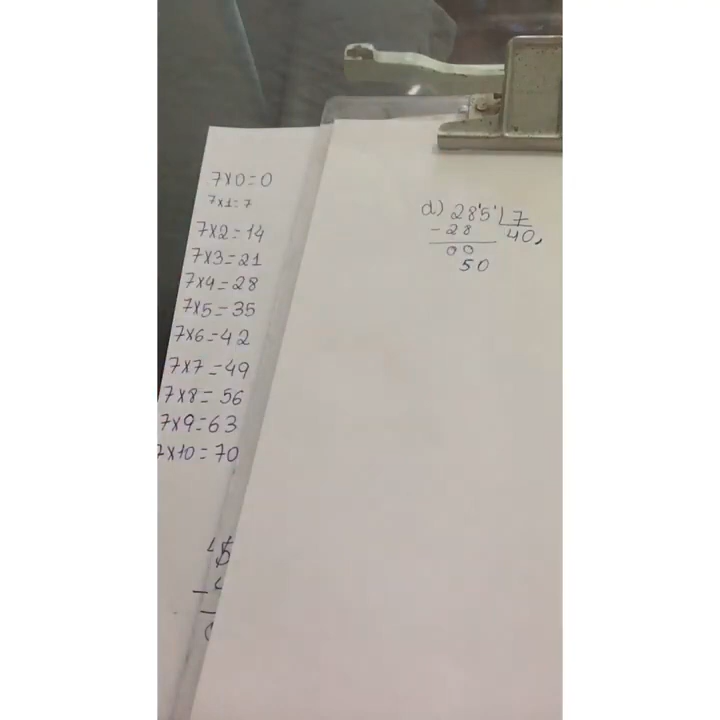 7x0=0
7x1=7
7x2=14
7x3=21
7x4=28
7x5=35
7x6=42
7x7=49
7x8=56
7x9=63
7x10=70
d) 28'5' 7
-28 40,
00
50